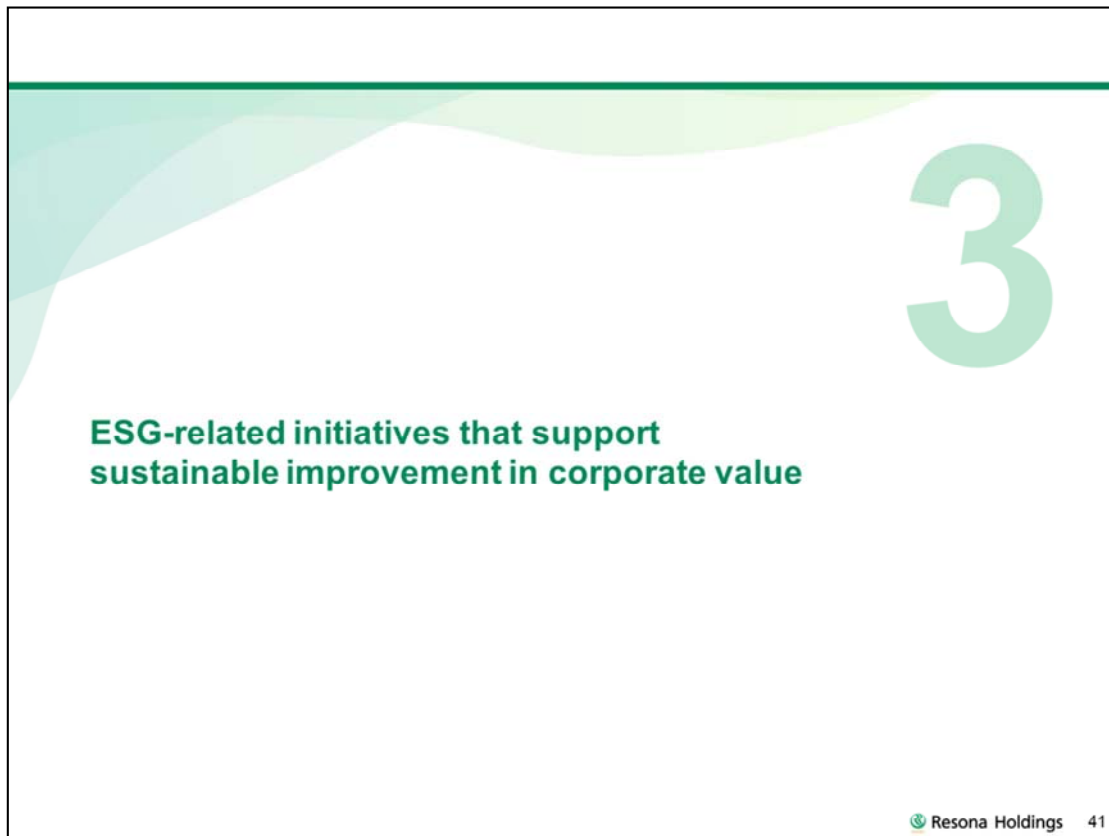 3
ESG-related initiatives that support
sustainable improvement in corporate value
Resona Holdings 41